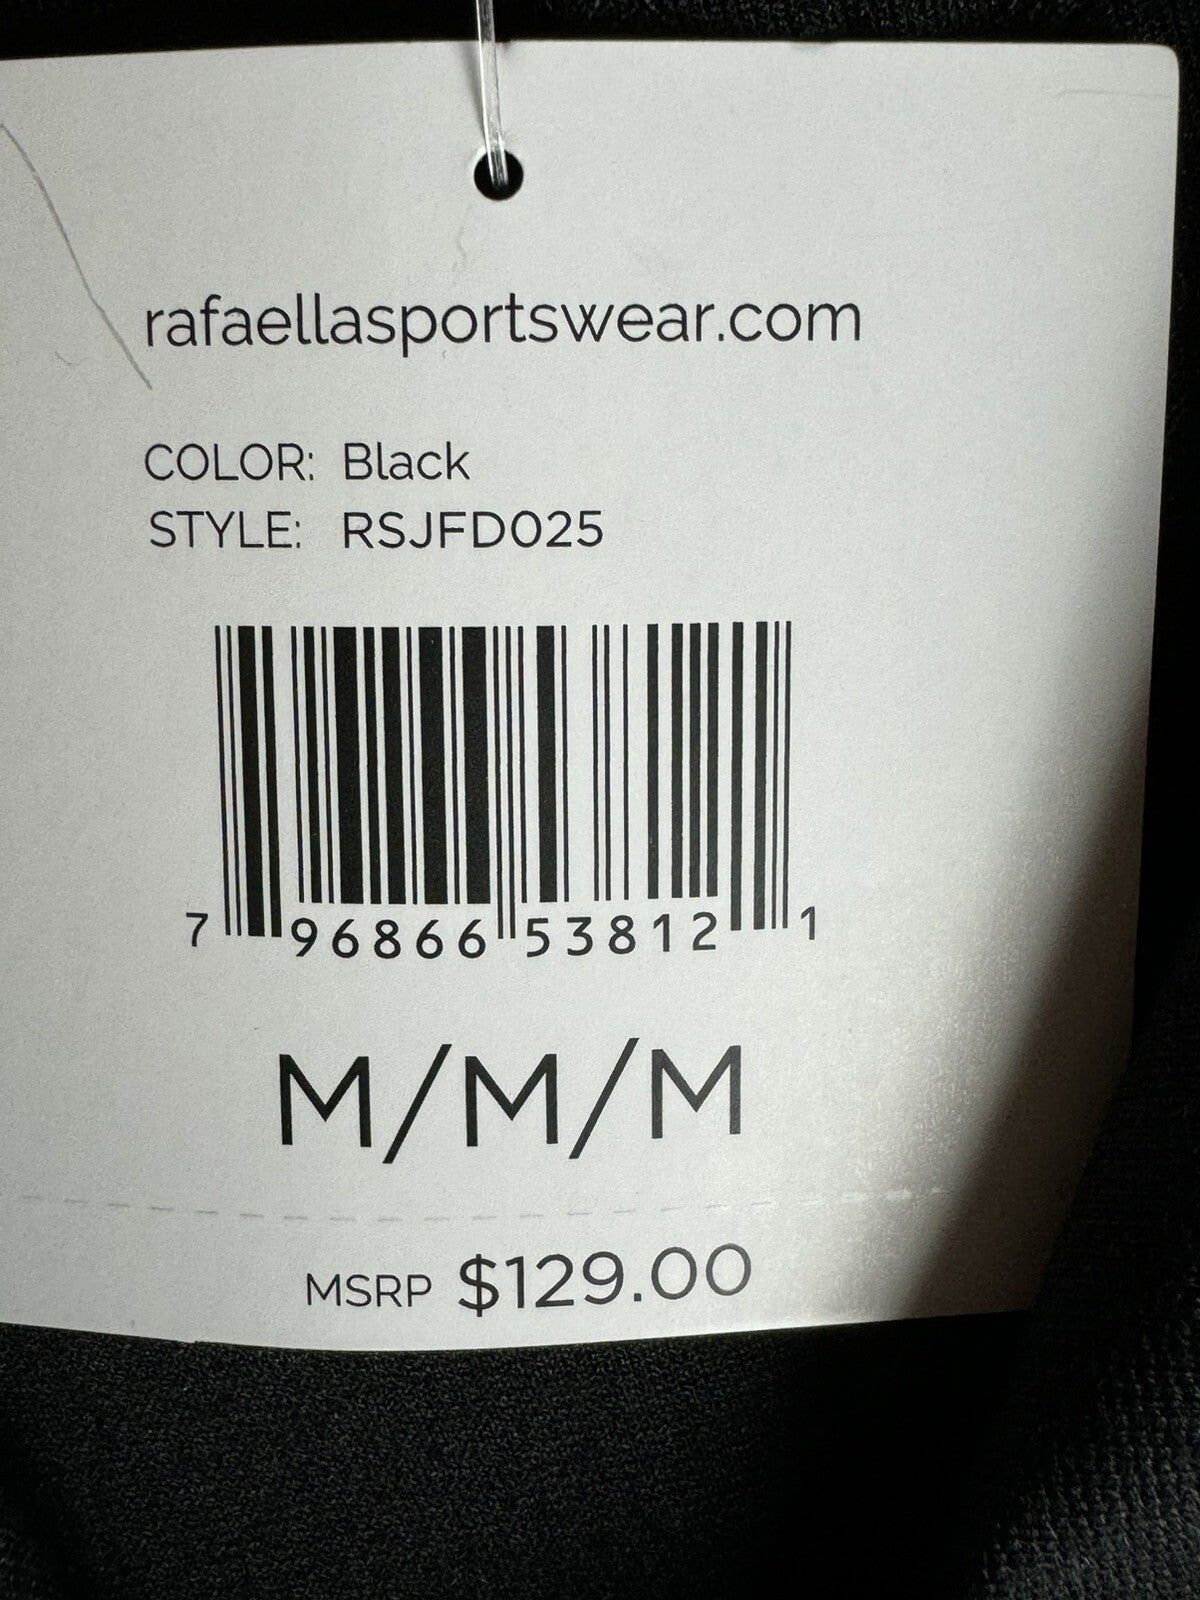 rafaellasportswear.com
COLOR: Black
STYLE: RSJFD025
7 96866 53812 1
M/M/M
MSRP $129.00